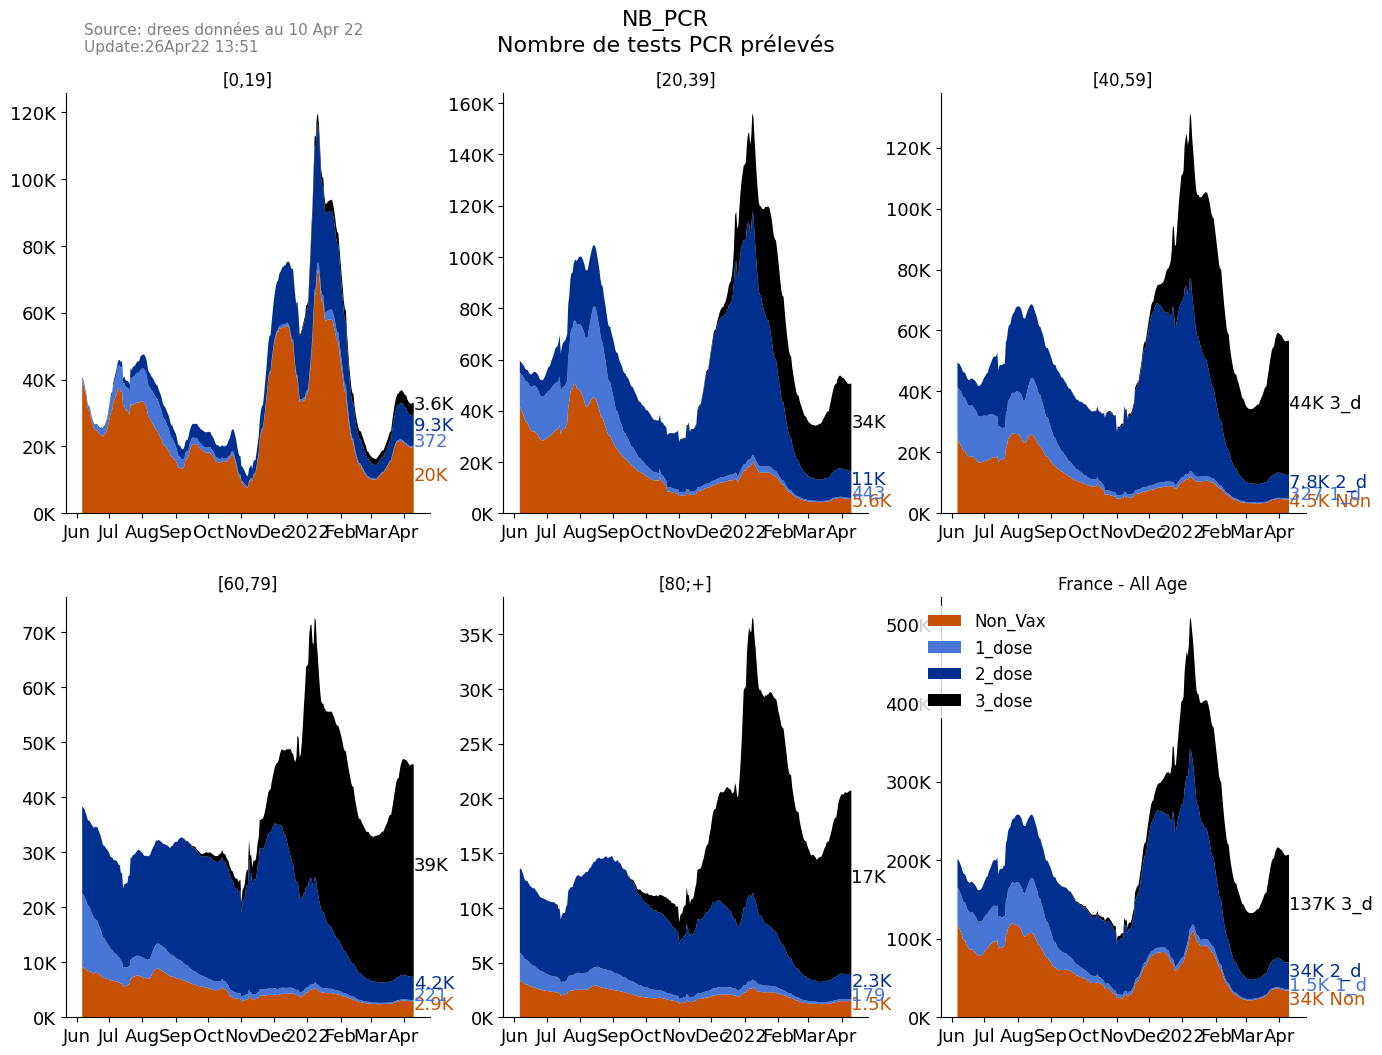 Source: drees données au 10 Apr 22
Update:26Apr22 13:51
NB_PCR
Nombre de tests PCR prélevés
[0,19]
120K
100K
80K
60K
40K
20K
0K
3.6K
9.3K
372
20K
Jun Jul Aug Sep Oct Nov Dec 2022 Feb Mar Apr
[20,39]
160K
140K
120K
100K
80K
60K
40K
20K
0K
34K
11K
443
5.6K
Jun Jul Aug Sep Oct Nov Dec 2022 Feb Mar Apr
[40,59]
120K
100K
80K
60K
40K
20K
0K
44K 3_d
7.8K 2_d
327 1_d
4.5K Non
Jun Jul Aug Sep Oct Nov Dec 2022 Feb Mar Apr
[60,79]
70K
60K
50K
40K
30K
20K
10K
0K
39K
4.2K
221
2.9K
Jun Jul Aug Sep Oct Nov Dec 2022 Feb Mar Apr
[80;+]
35K
30K
25K
20K
15K
10K
5K
0K
17K
2.3K
179
1.5K
Jun Jul Aug Sep Oct Nov Dec 2022 Feb Mar Apr
France - All Age
Non_Vax
1_dose
2_dose
3_dose
500K
400K
300K
200K
100K
0K
137K 3_d
34K 2_d
1.5K 1_d
34K Non
Jun Jul Aug Sep Oct Nov Dec 2022 Feb Mar Apr